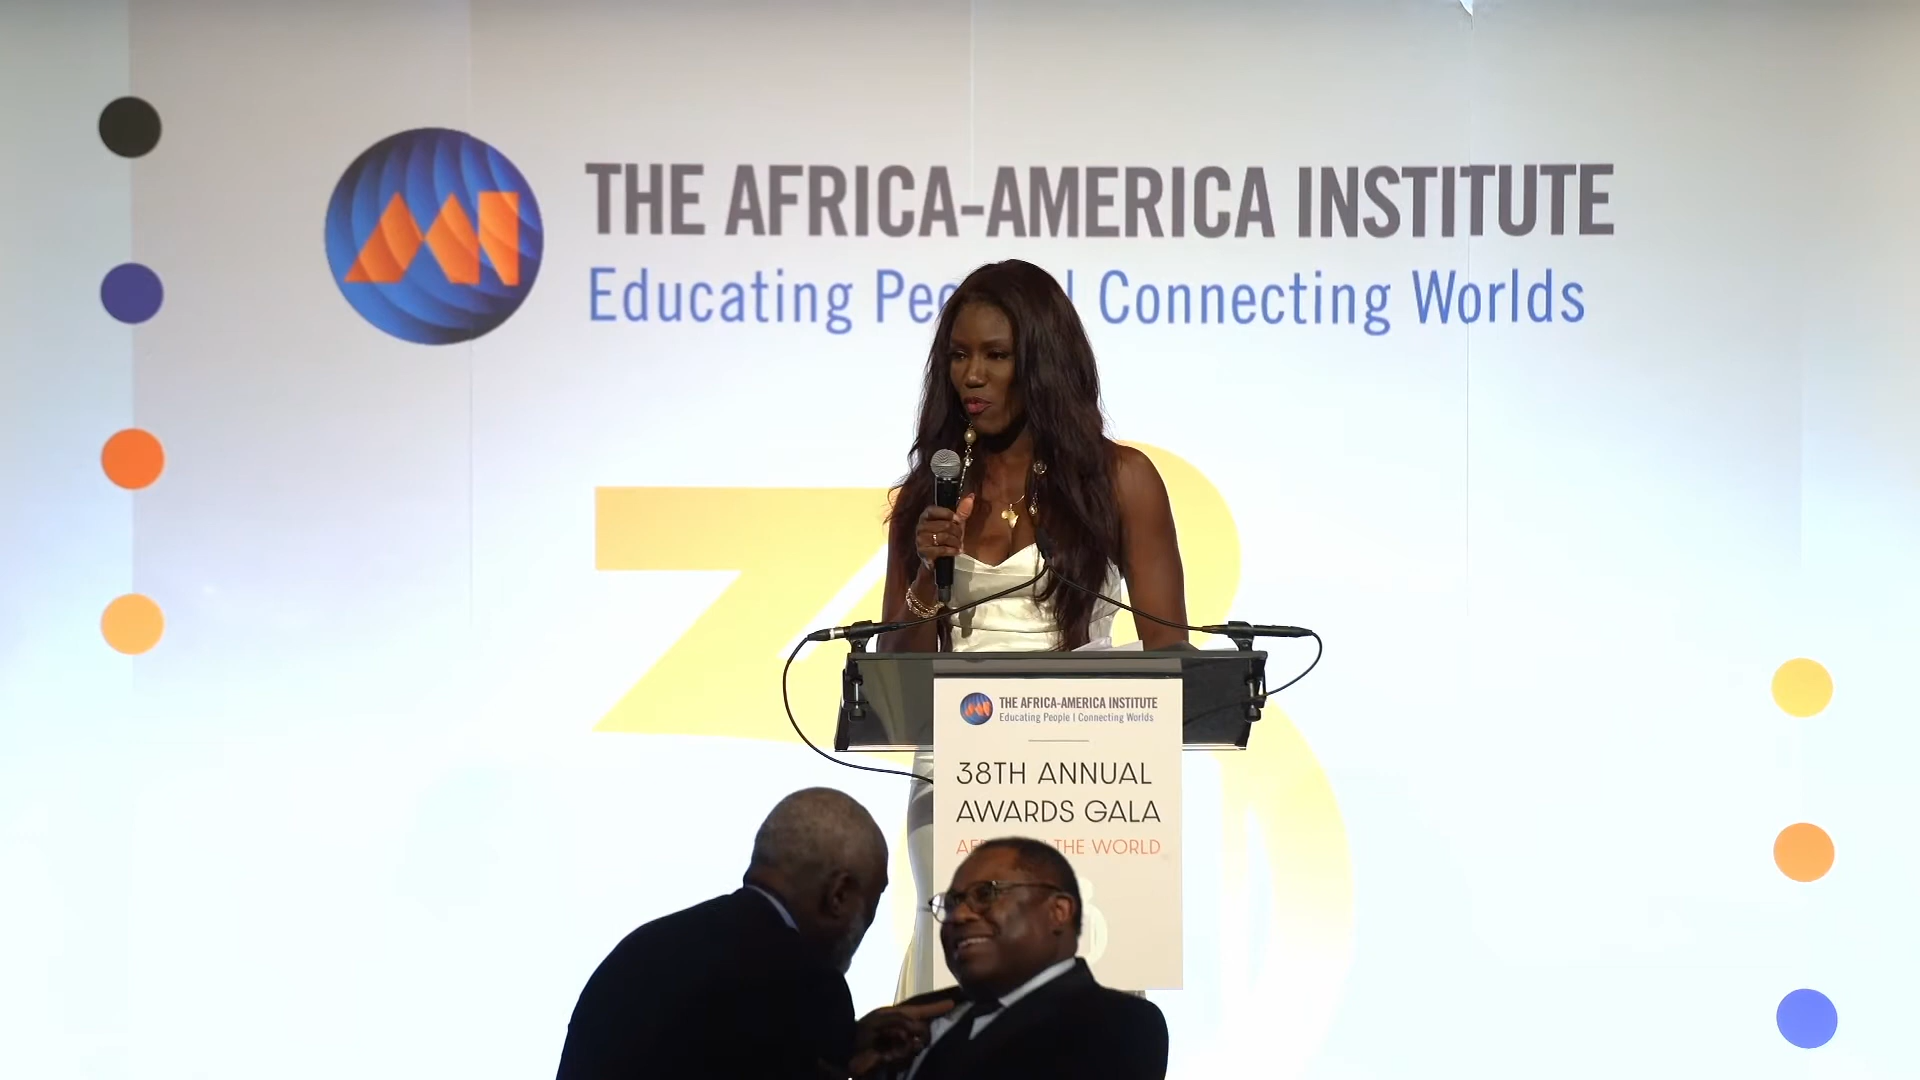 THE AFRICA-AMERICA INSTITUTE
Educating | Connecting Worlds
THE AFRICA-AMERICA INSTITUTE
Educating People | Connecting Worlds
38TH ANNUAL
AWARDS GALA
THE WORLD
38